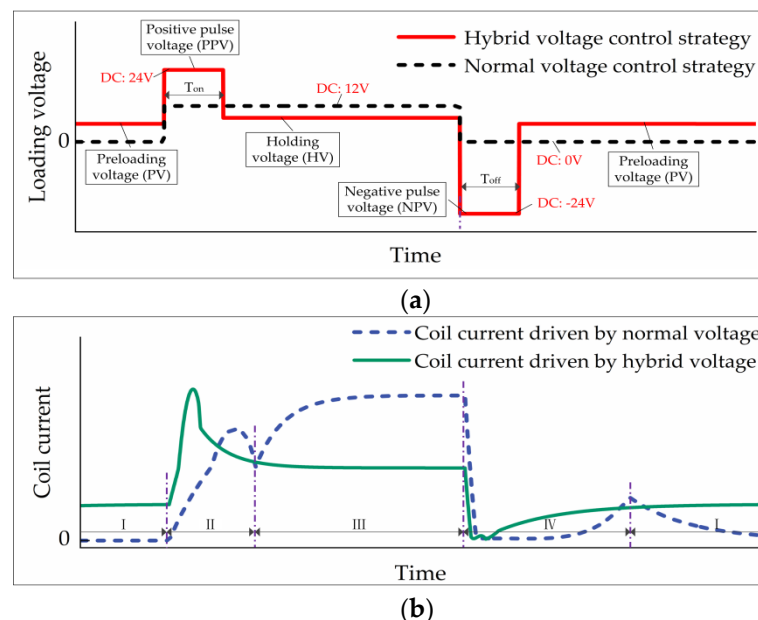 Positive pulse
voltage (PPV)
Hybrid voltage control strategy
Normal voltage control strategy
DC: 24V
Ton
DC: 12V
Loading voltage
0
Preloading
voltage (PV)
Holding
voltage (HV)
DC: 0V
Preloading
voltage (PV)
Negative pulse
voltage (NPV)
Toff
DC: -24V
Time
(a)
Coil current driven by normal voltage
Coil current driven by hybrid voltage
Coil current
I
II
III
IV
I
0
Time
(b)